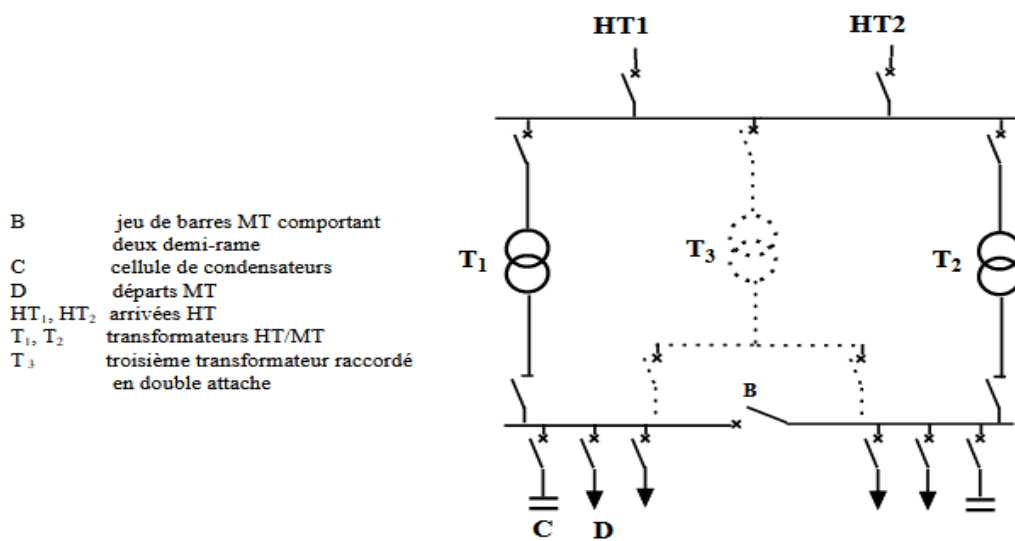 HT1
HT2
B jeu de barres MT comportant
deux demi-rame
C cellule de condensateurs
D départs MT
HT₁, HT₂ arrivées HT
T₁, T₂ transformateurs HT/MT
T₃ troisième transformateur raccordé
en double attache
T₁
T₃
T₂
B
C
D